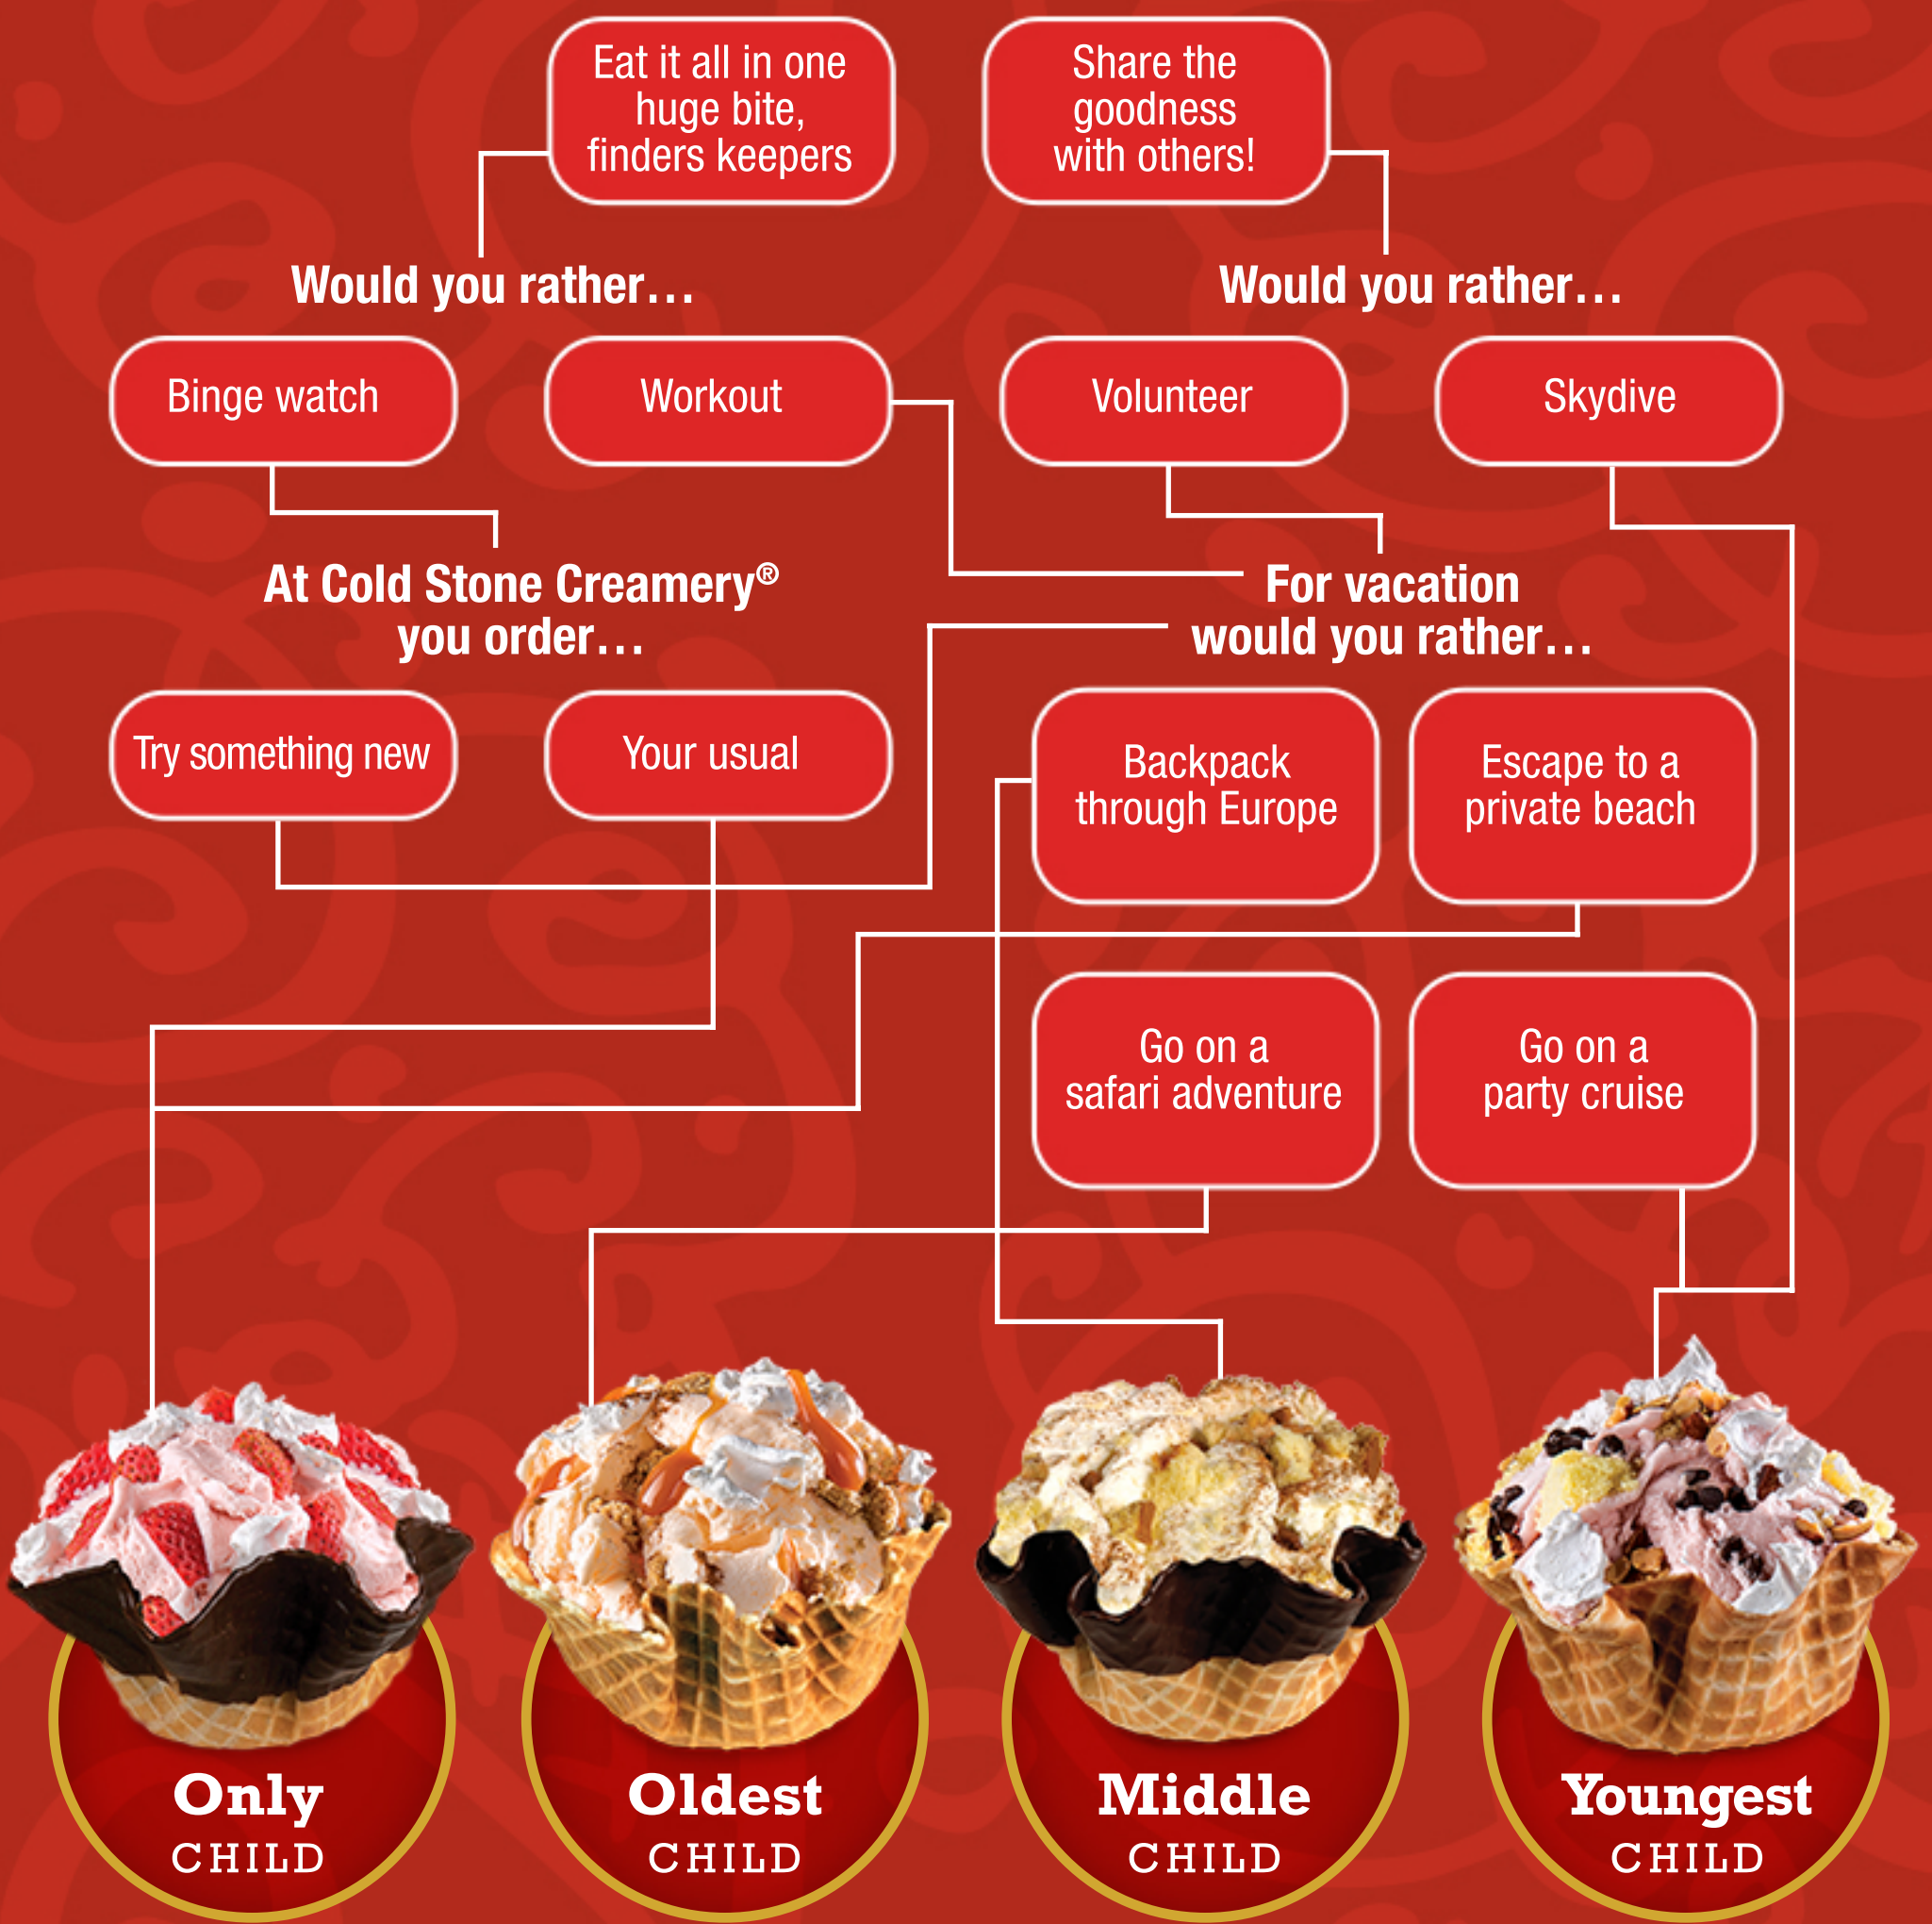 Eat it all in one
huge bite,
finders keepers
Share the
goodness
with others!
Would you rather...
Would you rather...
Binge watch
Workout
Volunteer
Skydive
At Cold Stone Creamery®
you order...
For vacation
would you rather...
Try something new
Your usual
Backpack
through Europe
Escape to a
private beach
Go on a
safari adventure
Go on a
party cruise
Only
CHILD
Oldest
CHILD
Middle
CHILD
Youngest
CHILD